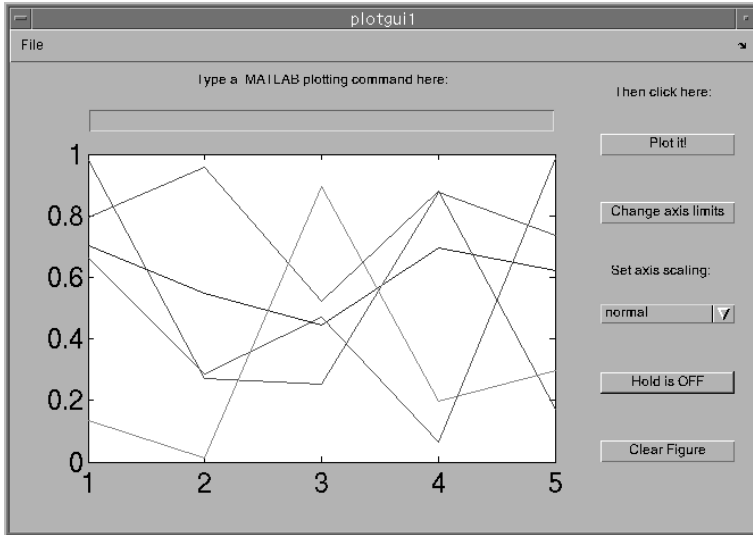 plotgui1
File
Type a MATLAB plotting command here:
Then click here:
Plot it!
Change axis limits
Set axis scaling:
normal
Hold is OFF
Clear Figure
1
0.8
0.6
0.4
0.2
0
1 2 3 4 5